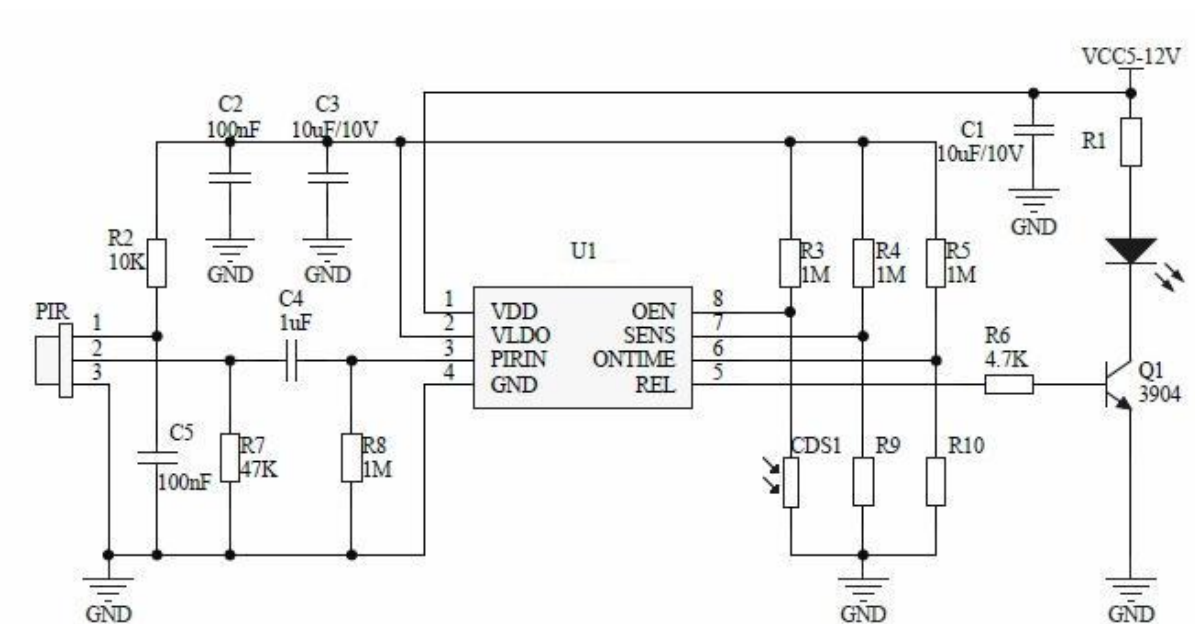 VCC5-12V
C2
100nF
C3
10uF/10V
C1
10uF/10V
R1
GND
R2
10K
GND
GND
U1
R3
1M
R4
1M
R5
1M
PIR
1
2
3
C4
1uF
1
2
3
4
VDD
VLDO
PIRIN
GND
OEN
SENS
ONTIME
REL
8
7
6
5
R6
4.7K
Q1
3904
C5
100nF
R7
47K
R8
1M
CDS1
R9
R10
GND
GND
GND